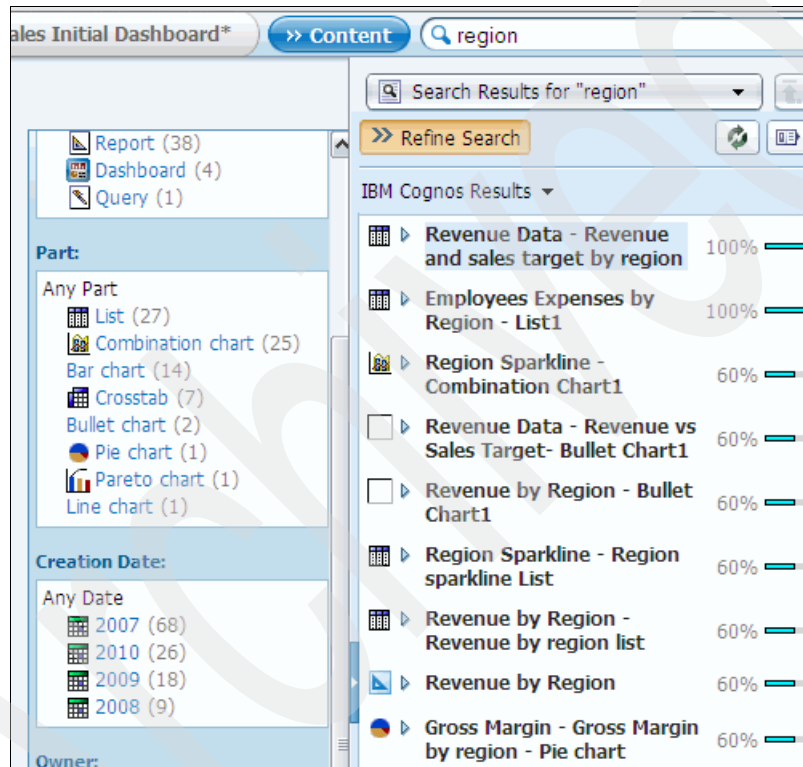 ales Initial Dashboard*
>> Content
region
Search Results for "region"
>> Refine Search
IBM Cognos Results
Report (38)
Dashboard (4)
Query (1)
Part:
Any Part
List (27)
Combination chart (25)
Bar chart (14)
Crosstab (7)
Bullet chart (2)
Pie chart (1)
Pareto chart (1)
Line chart (1)
Creation Date:
Any Date
2007 (68)
2010 (26)
2009 (18)
2008 (9)
Owner:
Revenue Data - Revenue
and sales target by region
100%
Employees Expenses by
Region - List1
100%
Region Sparkline -
Combination Chart1
60%
Revenue Data - Revenue vs
Sales Target- Bullet Chart1
60%
Revenue by Region - Bullet
Chart1
60%
Region Sparkline - Region
sparkline List
60%
Revenue by Region -
Revenue by region list
60%
Revenue by Region
60%
Gross Margin - Gross Margin
by region - Pie chart
60%